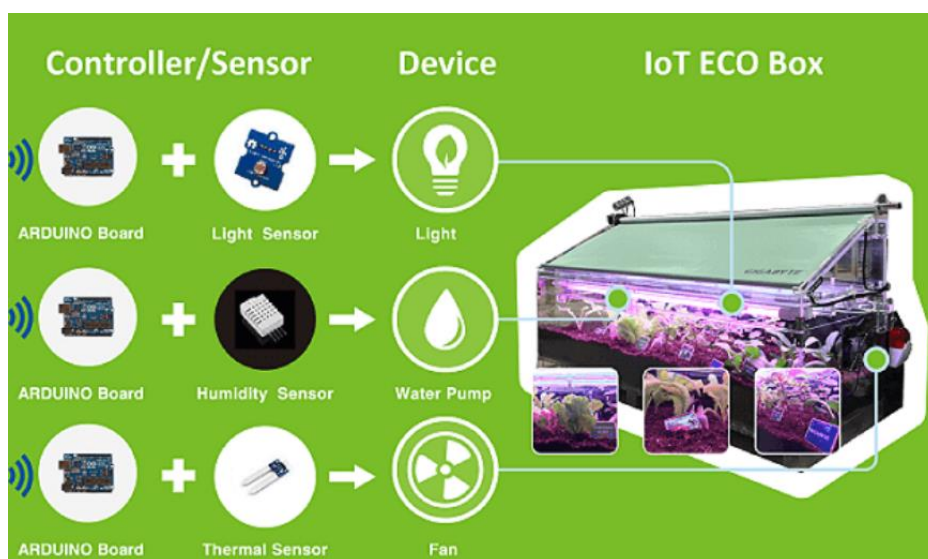 Controller/Sensor Device IoT ECO Box
ARDUINO Board Light Sensor Light
GIGABYTE
ARDUINO Board Humidity Sensor Water Pump
ARDUINO Board Thermal Sensor Fan